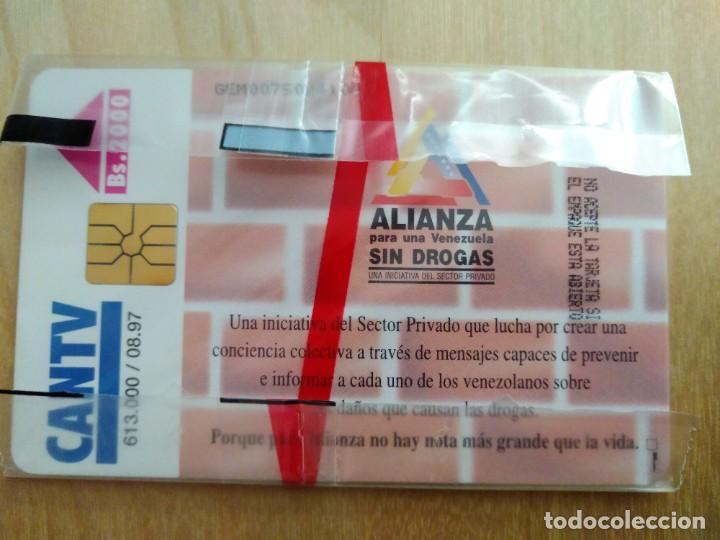 Bs.2000
CANTV
613.000 / 08.97
ALIANZA
para una Venezuela
SIN DROGAS
UNA INICIATIVA DEL SECTOR PRIVADO
NO ACEPTE LA TARJETA SI
EL EMPAQUE ESTA ABIERTO
Una iniciativa del Sector Privado que lucha por crear una
conciencia colectiva a través de mensajes capaces de prevenir
e informar a cada uno de los venezolanos sobre
daños que causan las drogas.
Porque para Alianza no hay nota más grande que la vida.
todocoleccion.net